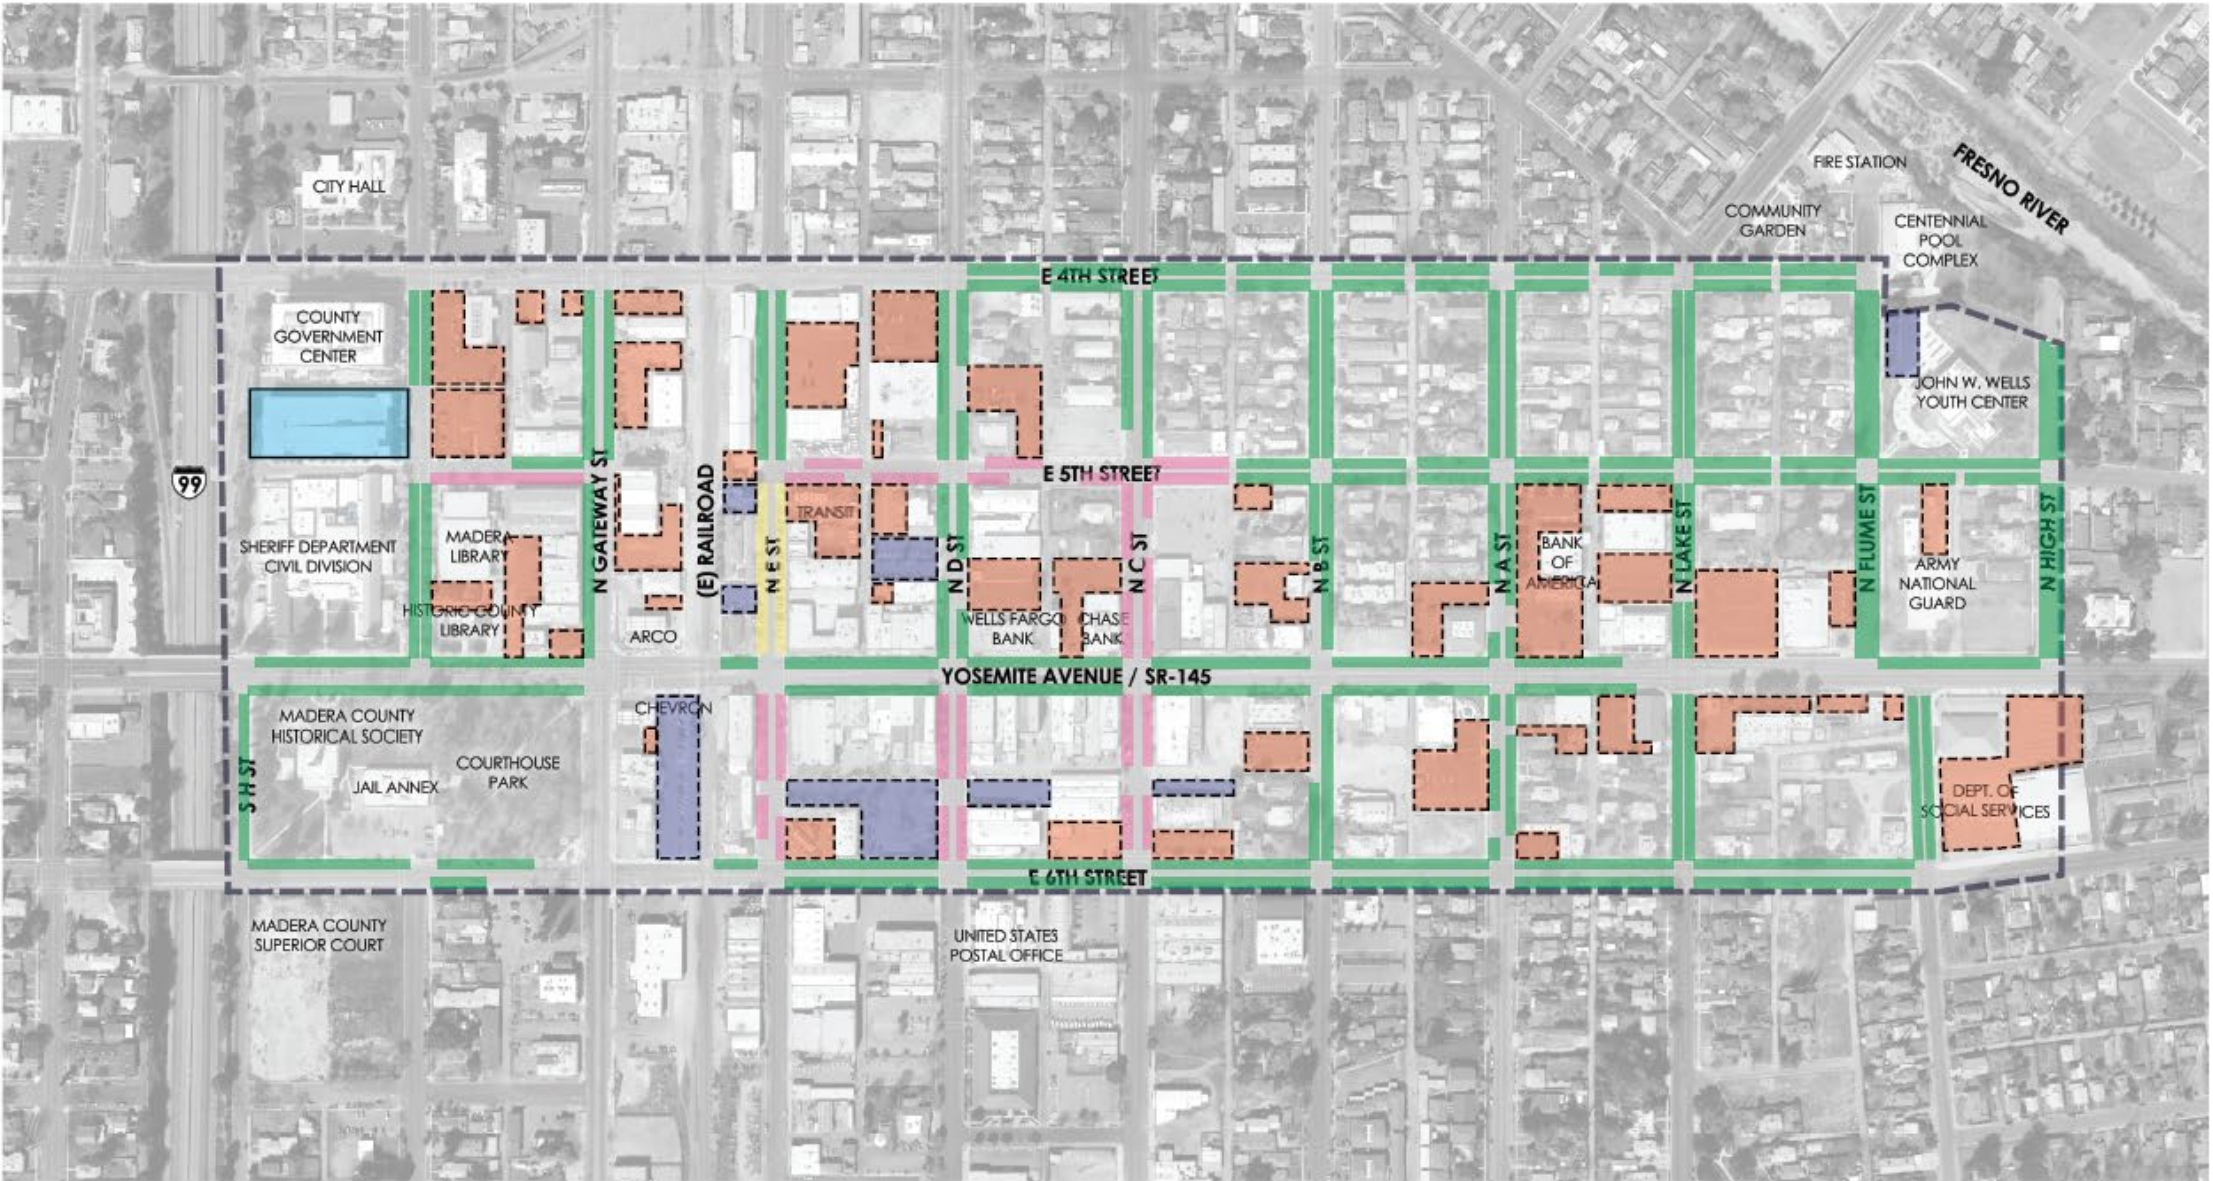 CITY HALL
FIRE STATION
FRESNO RIVER
COMMUNITY
GARDEN
CENTENNIAL
POOL
COMPLEX
E 4TH STREET
COUNTY
GOVERNMENT
CENTER
JOHN W. WELLS
YOUTH CENTER
99
E 5TH STREET
N GATEWAY ST
(E) RAILROAD
N E ST
TRANSIT
N D ST
N C ST
N B ST
N A ST
N LAKE ST
N FLUME ST
N HIGH ST
SHERIFF DEPARTMENT
CIVIL DIVISION
MADERA
LIBRARY
HISTORIC COUNTY
LIBRARY
ARCO
WELLS FARGO
BANK
CHASE
BANK
BANK
OF
AMERICA
ARMY
NATIONAL
GUARD
YOSEMITE AVENUE / SR-145
CHEVRON
MADERA COUNTY
HISTORICAL SOCIETY
COURTHOUSE
PARK
JAIL ANNEX
S H ST
DEPT. OF
SOCIAL SERVICES
E 6TH STREET
MADERA COUNTY
SUPERIOR COURT
UNITED STATES
POSTAL OFFICE